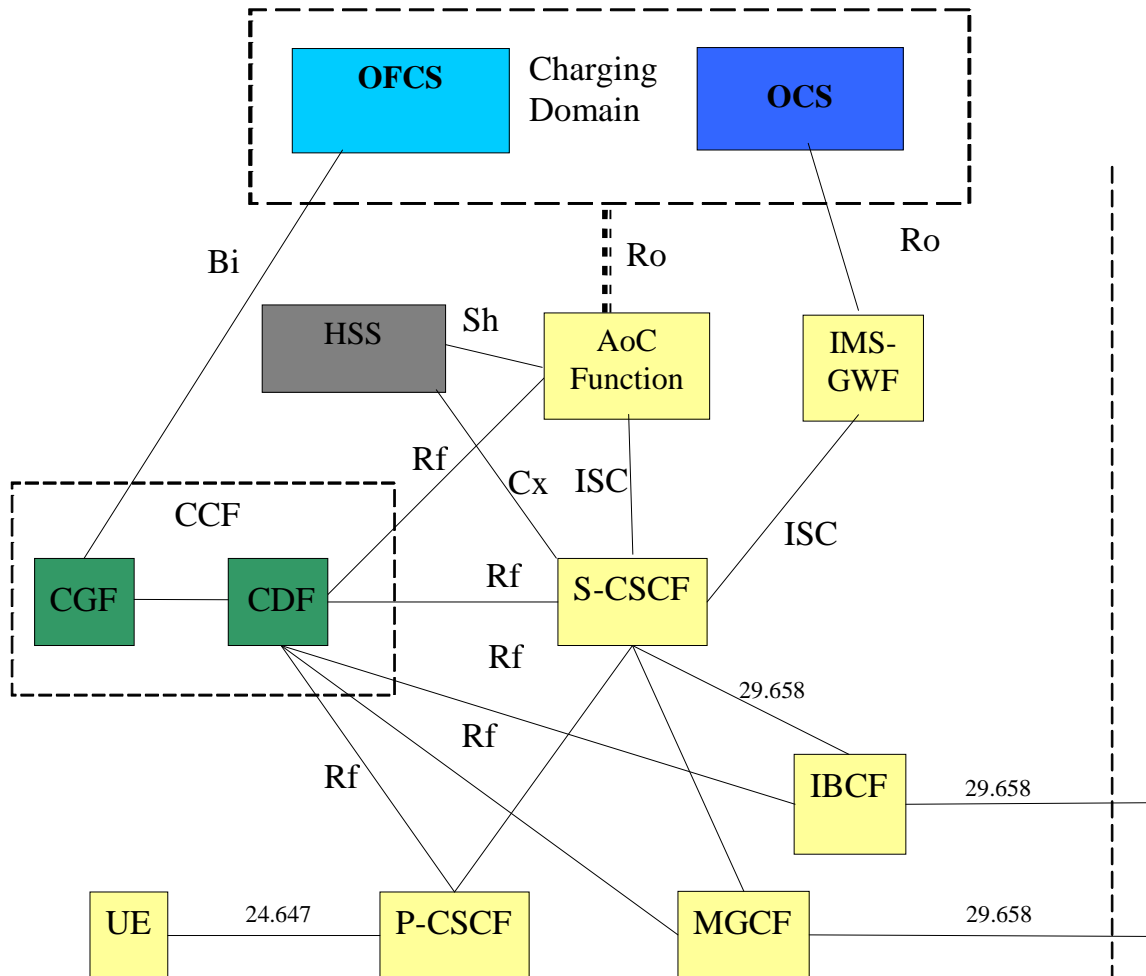 OFCS
Charging
Domain
OCS
Bi
Ro
Ro
HSS
Sh
AoC
Function
IMS-
GWF
Rf
Cx
ISC
ISC
CCF
CGF
CDF
Rf
S-CSCF
Rf
29.658
Rf
Rf
IBCF
29.658
UE
24.647
P-CSCF
MGCF
29.658